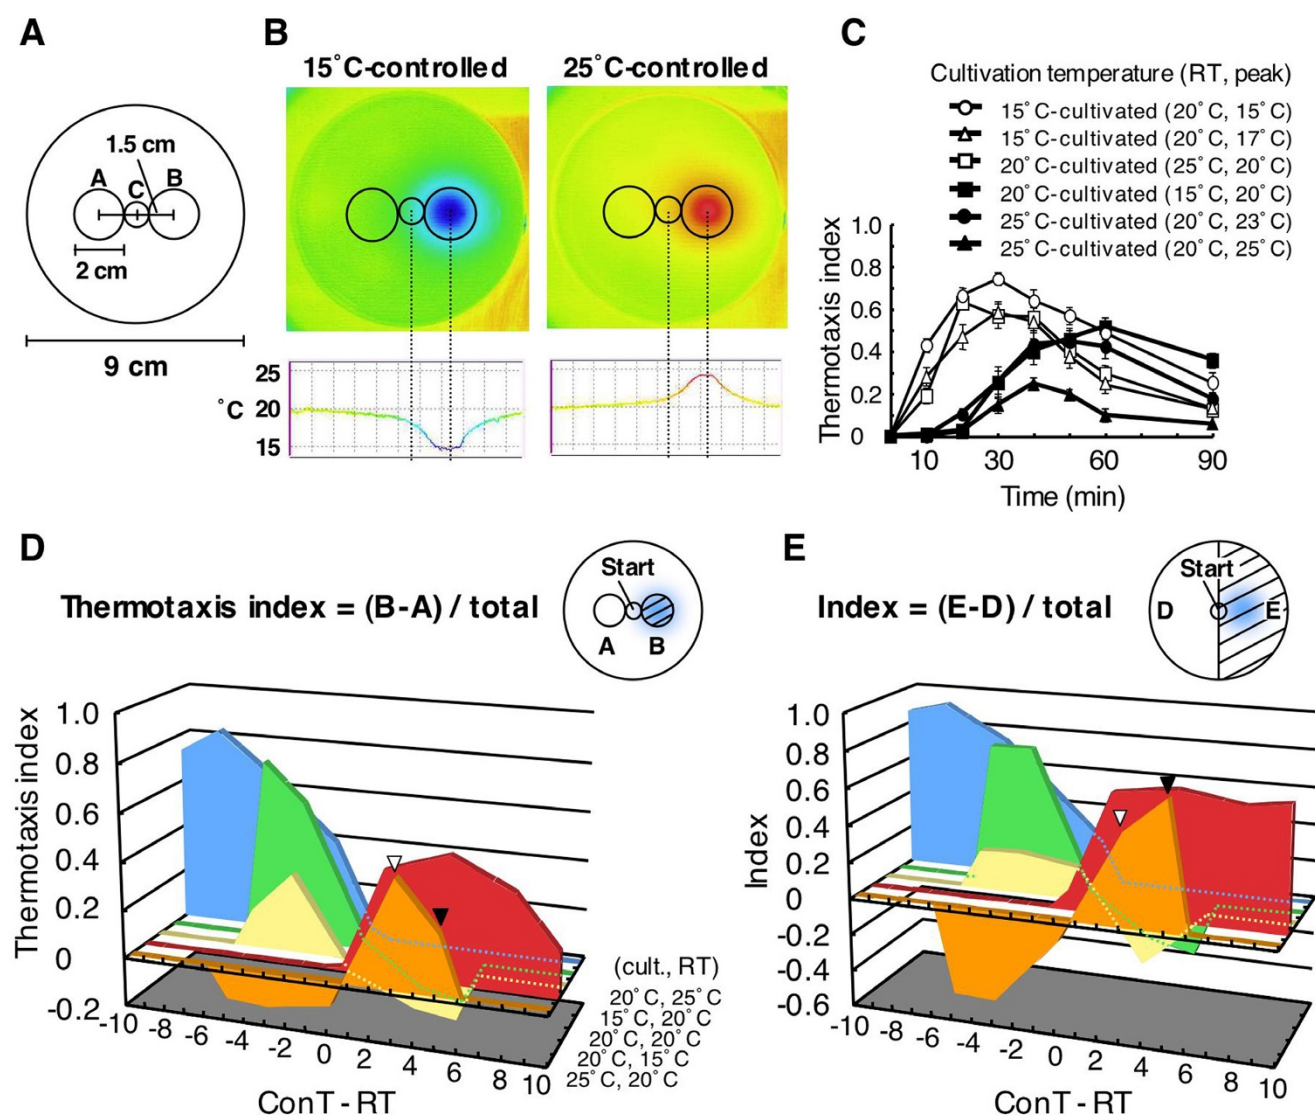 A
1.5 cm
A
C
B
2 cm
9 cm
B
15°C-controlled
25°C-controlled
25
°C
20
15
C
Cultivation temperature (RT, peak)
15°C-cultivated (20°C, 15°C)
15°C-cultivated (20°C, 17°C)
20°C-cultivated (25°C, 20°C)
20°C-cultivated (15°C, 20°C)
25°C-cultivated (20°C, 23°C)
25°C-cultivated (20°C, 25°C)
Thermotaxis index
1.0
0.8
0.6
0.4
0.2
0
10
30
60
90
Time (min)
D
Thermotaxis index = (B-A) / total
Start
A
B
Thermotaxis index
1.0
0.8
0.6
0.4
0.2
0
-0.2
-10
-8
-6
-4
-2
0
2
4
6
8
10
ConT - RT
(cult., RT)
20°C, 25°C
15°C, 20°C
20°C, 20°C
20°C, 15°C
25°C, 20°C
E
Index = (E-D) / total
Start
D
E
Index
1.0
0.8
0.6
0.4
0.2
0
-0.2
-0.4
-0.6
-10
-8
-6
-4
-2
0
2
4
6
8
10
ConT - RT